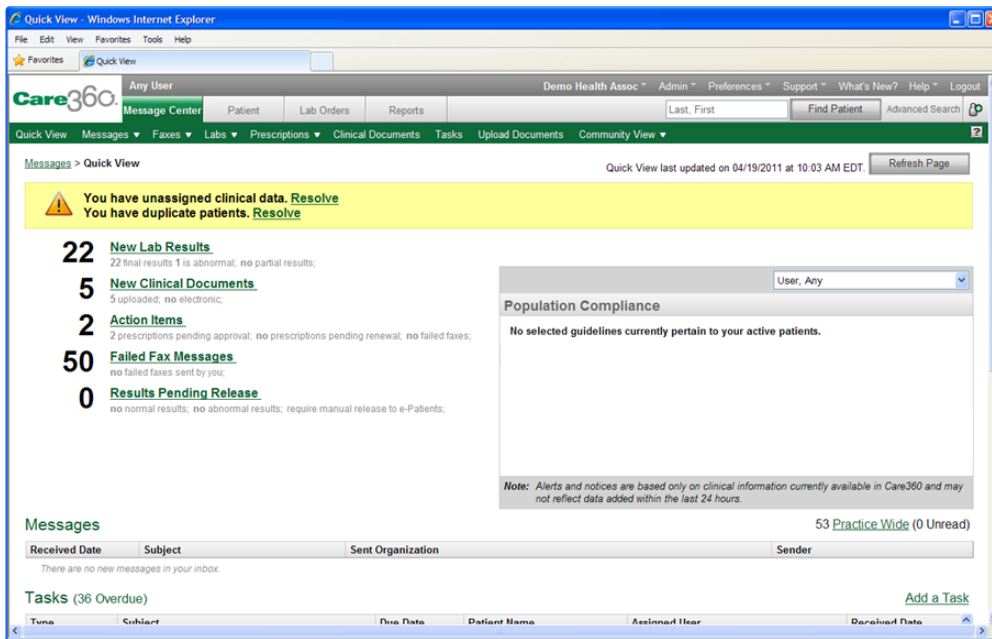 Quick View - Windows Internet Explorer
File Edit View Favorites Tools Help
Favorites Quick View
Any User Demo Health Assoc Admin Preferences Support What's New? Help Logout
Care360 Message Center Patient Lab Orders Reports Last, First Find Patient Advanced Search
Quick View Messages Faxes Labs Prescriptions Clinical Documents Tasks Upload Documents Community View ?
Messages > Quick View Quick View last updated on 04/19/2011 at 10:03 AM EDT. Refresh Page
You have unassigned clinical data. Resolve
You have duplicate patients. Resolve
22 New Lab Results
22 final results 1 is abnormal; no partial results;
5 New Clinical Documents
5 uploaded; no electronic;
2 Action Items
2 prescriptions pending approval; no prescriptions pending renewal; no failed faxes;
50 Failed Fax Messages
no failed faxes sent by you;
0 Results Pending Release
no normal results; no abnormal results; require manual release to e-Patients;
User, Any
Population Compliance
No selected guidelines currently pertain to your active patients.
Note: Alerts and notices are based only on clinical information currently available in Care360 and may
not reflect data added within the last 24 hours.
Messages 53 Practice Wide (0 Unread)
Received Date Subject Sent Organization Sender
There are no new messages in your inbox.
Tasks (36 Overdue) Add a Task
Type Subject Due Date Patient Name Assigned User Received Date